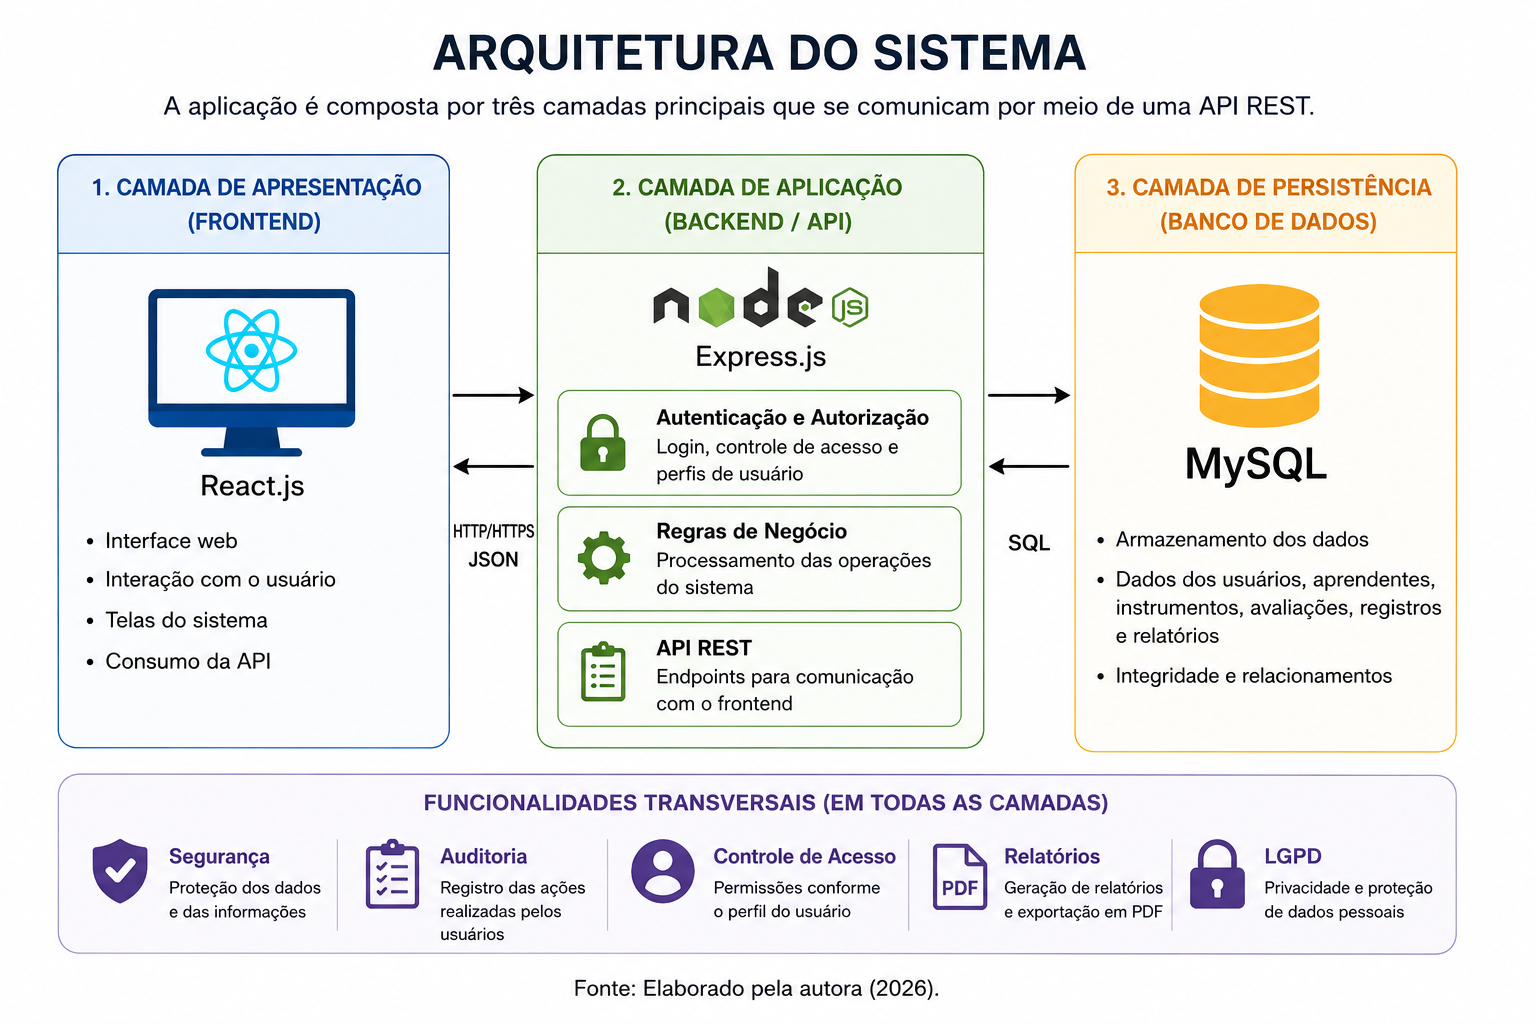 ARQUITETURA DO SISTEMA
A aplicação é composta por três camadas principais que se comunicam por meio de uma API REST.
1. CAMADA DE APRESENTAÇÃO
(FRONTEND)
React.js
• Interface web
• Interação com o usuário
• Telas do sistema
• Consumo da API
HTTP/HTTPS
JSON
2. CAMADA DE APLICAÇÃO
(BACKEND / API)
node JS
Express.js
Autenticação e Autorização
Login, controle de acesso e
perfis de usuário
Regras de Negócio
Processamento das operações
do sistema
API REST
Endpoints para comunicação
com o frontend
SQL
3. CAMADA DE PERSISTÊNCIA
(BANCO DE DADOS)
MySQL
• Armazenamento dos dados
• Dados dos usuários, aprendentes,
instrumentos, avaliações, registros
e relatórios
• Integridade e relacionamentos
FUNCIONALIDADES TRANSVERSAIS (EM TODAS AS CAMADAS)
Segurança
Proteção dos dados
e das informações
Auditoria
Registro das ações
realizadas pelos
usuários
Controle de Acesso
Permissões conforme
o perfil do usuário
PDF
Relatórios
Geração de relatórios
e exportação em PDF
LGPD
Privacidade e proteção
de dados pessoais
Fonte: Elaborado pela autora (2026).